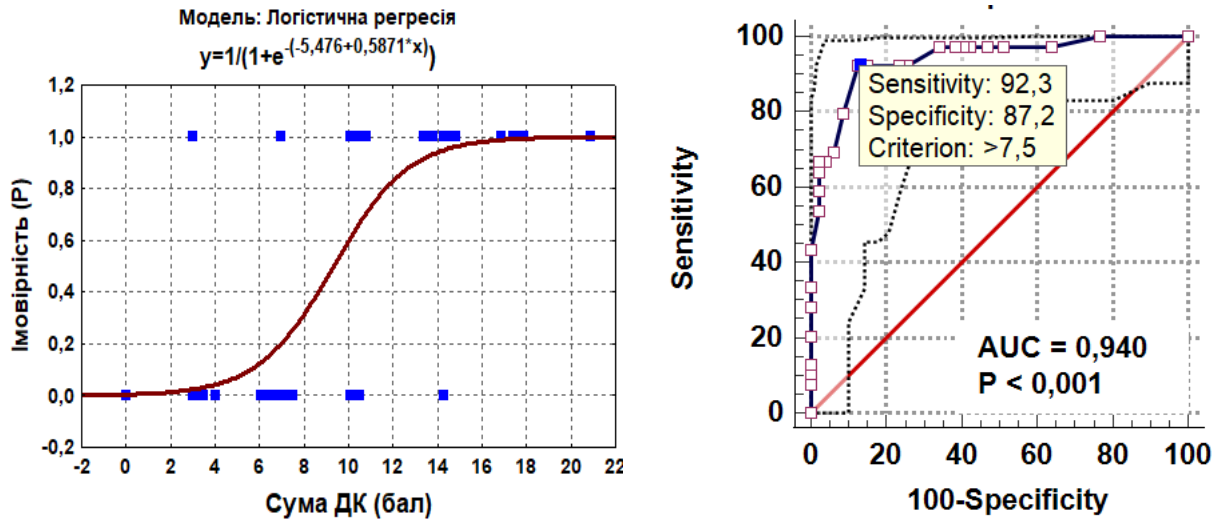 Модель: Логістична регресія
y=1/(1+e-(-5,476+0,5871*x))
1,2
1,0
0,8
0,6
0,4
0,2
0,0
-0,2
-2 0 2 4 6 8 10 12 14 16 18 20 22
Імовірність (P)
Сума ДК (бал)
100
80
60
40
20
0
0 20 40 60 80 100
Sensitivity
100-Specificity
Sensitivity: 92,3
Specificity: 87,2
Criterion: >7,5
AUC = 0,940
P < 0,001